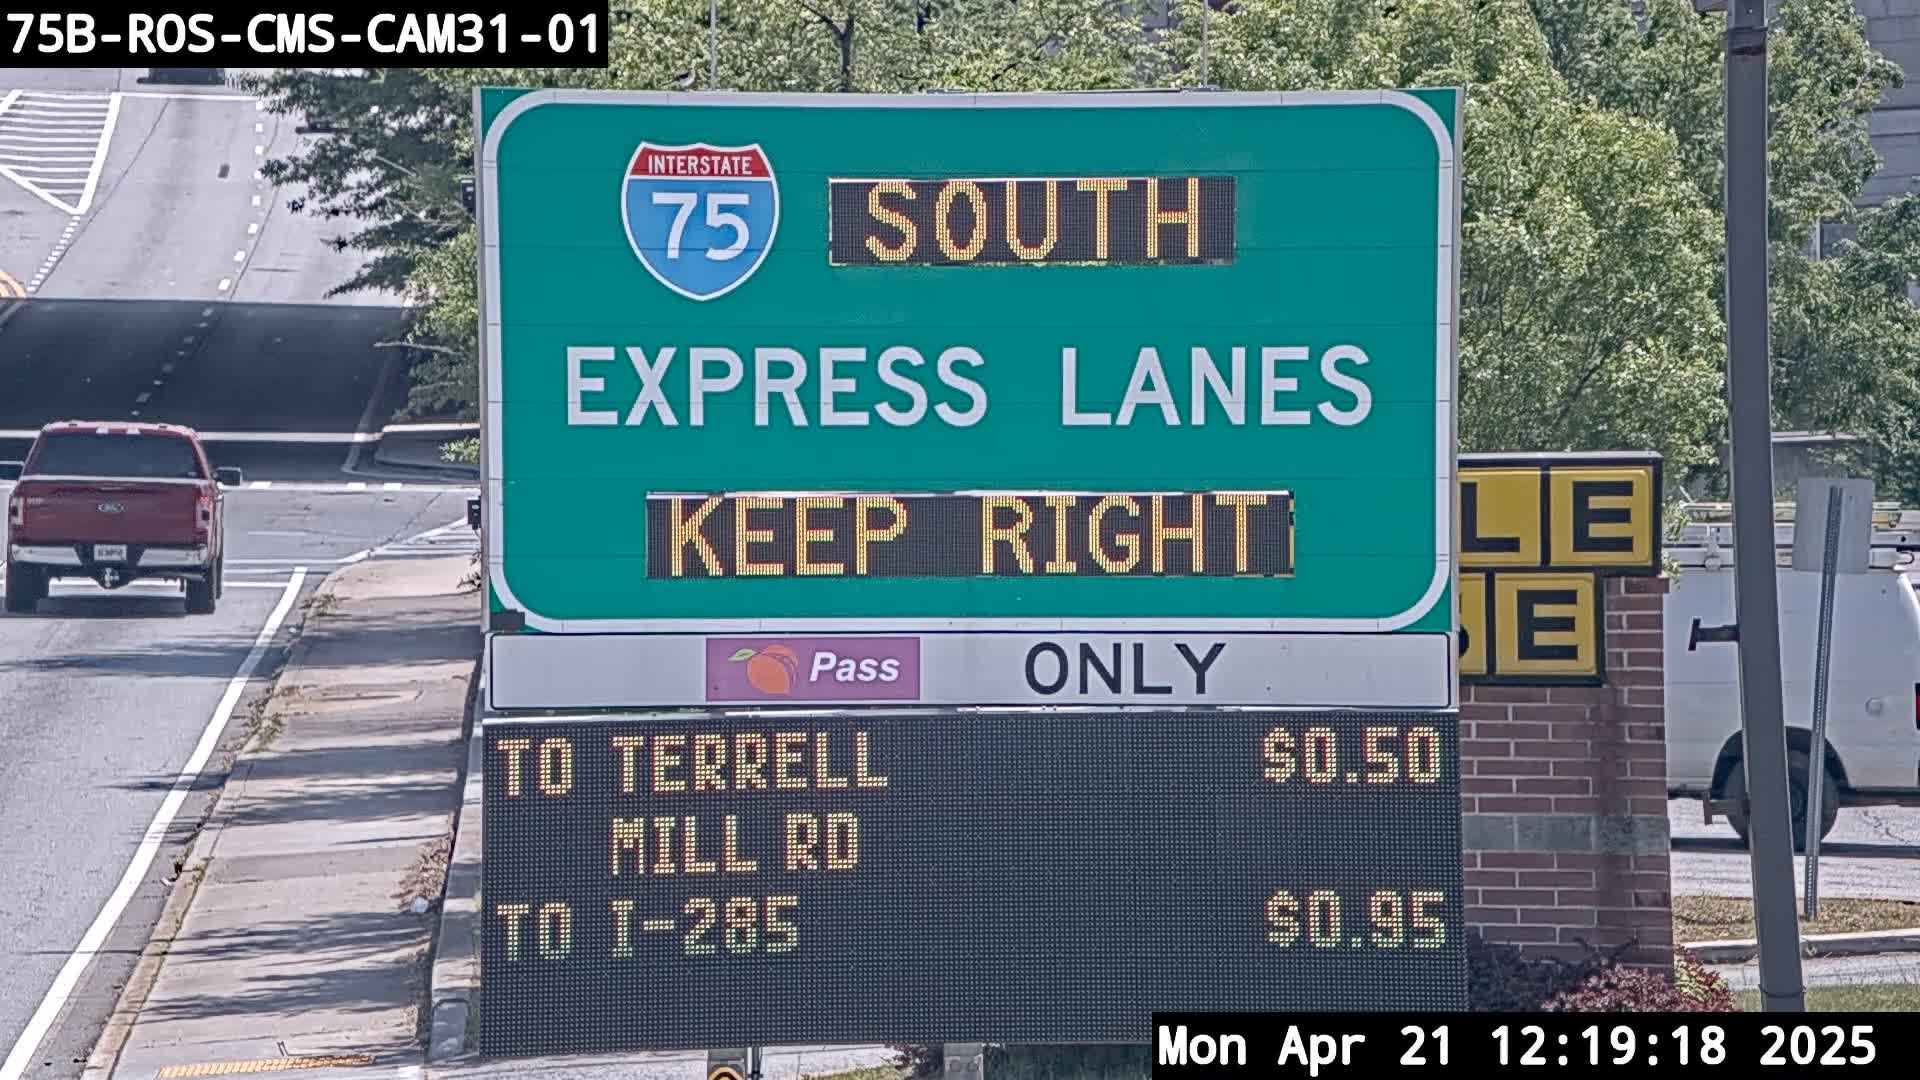 75B-ROS-CMS-CAM31-01
INTERSTATE
75
SOUTH
EXPRESS LANES
KEEP RIGHT
Pass ONLY
TO TERRELL $0.50
MILL RD
TO I-285 $0.95
LE
E
Mon Apr 21 12:19:18 2025